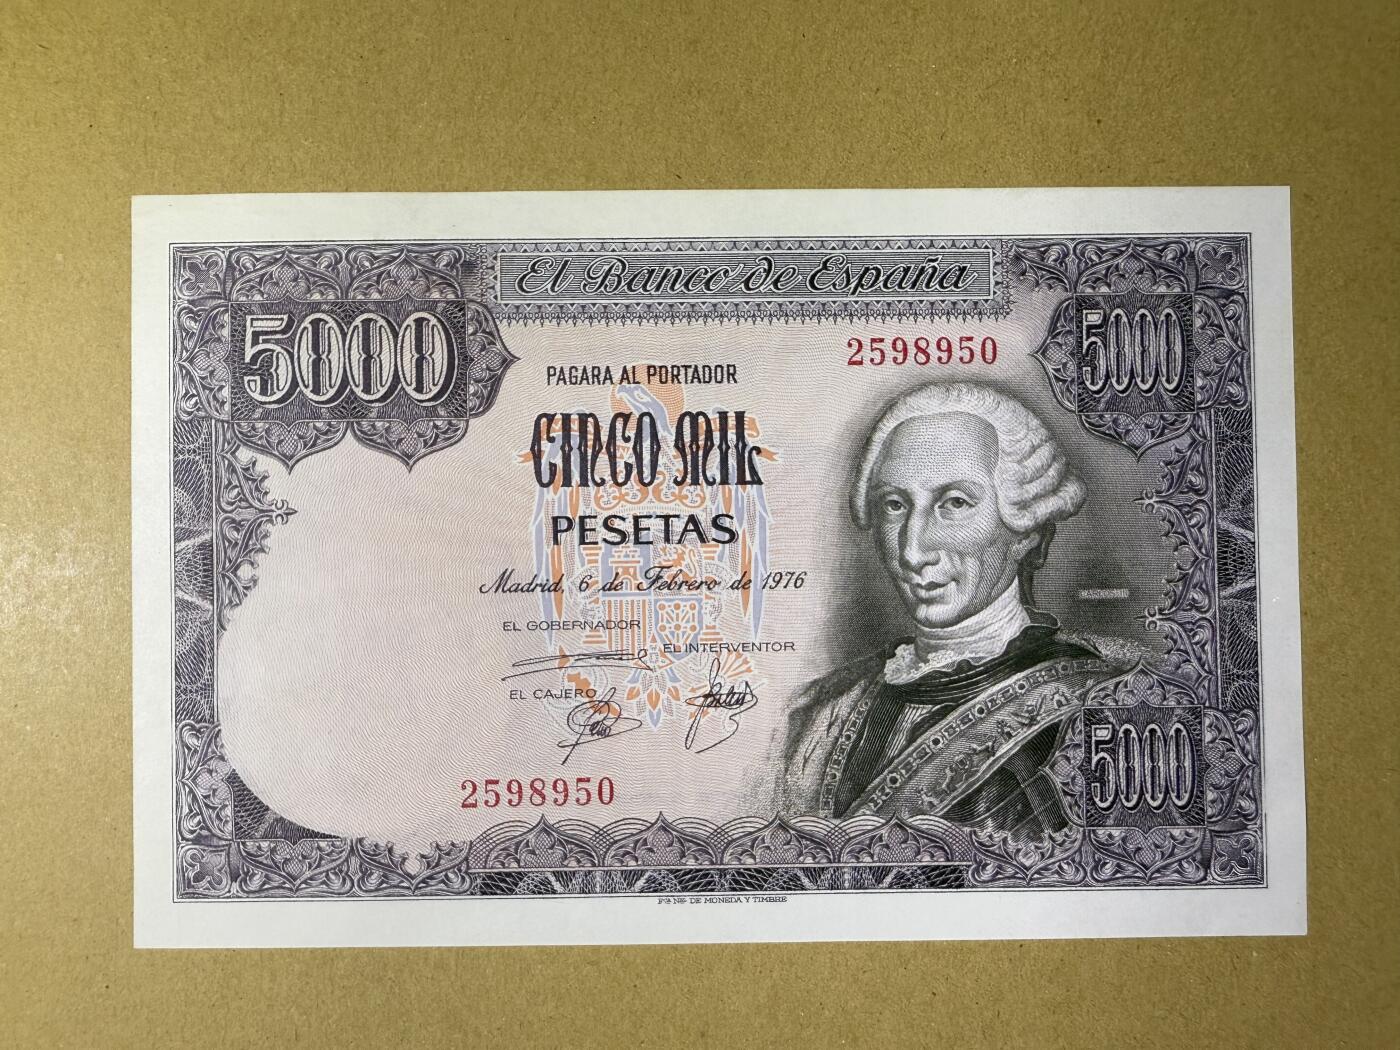 El Banco de España
5000
5000
2598950
PAGARA AL PORTADOR
CINCO MIL
PESETAS
Madrid, 6 de Febrero de 1976
EL GOBERNADOR
EL INTERVENTOR
EL CAJERO
5000
2598950
Fca. Nal. DE MONEDA Y TIMBRE